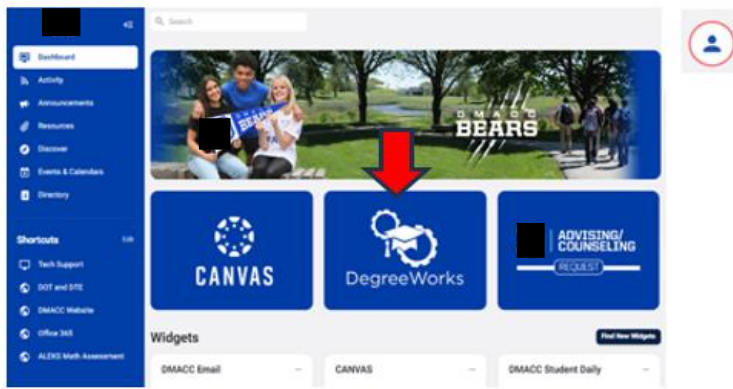 Search
Dashboard
Activity
Announcements
Resources
Discover
Events & Calendars
Directory
Shortcuts
Edit
Tech Support
DOT and DTE
DMACC Website
Office 365
ALEKS Math Assessment
DMACC
BEARS
BEARS
CANVAS
DegreeWorks
ADVISING/
COUNSELING
REQUEST
Widgets
Find New Widgets
DMACC Email
CANVAS
DMACC Student Daily